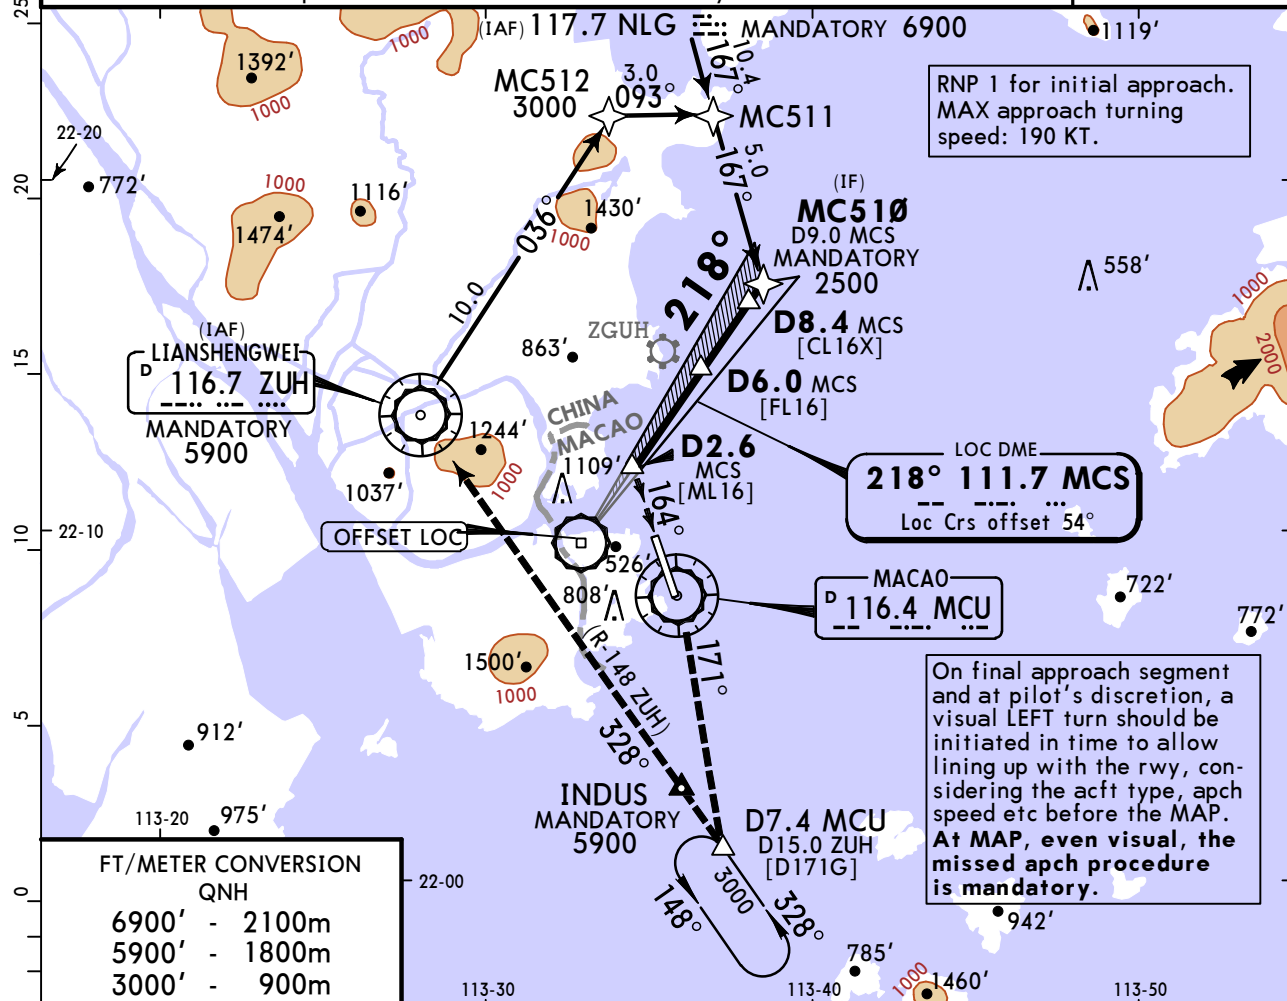 25
(IAF) 117.7 NLG
MANDATORY 6900
10.4
167°
1119'
1392'
1000
1000
MC512
3000
3.0
093°
MC511
RNP 1 for initial approach.
MAX approach turning
speed: 190 KT.
22-20
772'
20
1000
1474'
1116'
036°
10.0
1430'
1000
5.0
167°
(IF)
MC51Ø
D9.0 MCS
MANDATORY
2500
218°
558'
1000
2000
D8.4 MCS
[CL16X]
ZGUH
863'
15
(IAF)
LIANSHENGWEI
D 116.7 ZUH
MANDATORY
5900
D6.0 MCS
[FL16]
CHINA
MACAO
1244'
1000
1037'
1109'
D2.6
MCS
[ML16]
LOC DME
218° 111.7 MCS
Loc Crs offset 54°
164°
10
22-10
OFFSET LOC
526'
808'
MACAO
D 116.4 MCU
722'
772'
171°
1500'
1000
(R-148 ZUH)
328°
On final approach segment
and at pilot's discretion, a
visual LEFT turn should be
initiated in time to allow
lining up with the rwy, con-
sidering the acft type, apch
speed etc before the MAP.
At MAP, even visual, the
missed apch procedure
is mandatory.
5
912'
975'
113-20
INDUS
MANDATORY
5900
D7.4 MCU
D15.0 ZUH
[D171G]
3000
148°
328°
0
22-00
FT/METER CONVERSION
QNH
6900' - 2100m
5900' - 1800m
3000' - 900m
942'
785'
1000
1460'
113-30
113-40
113-50